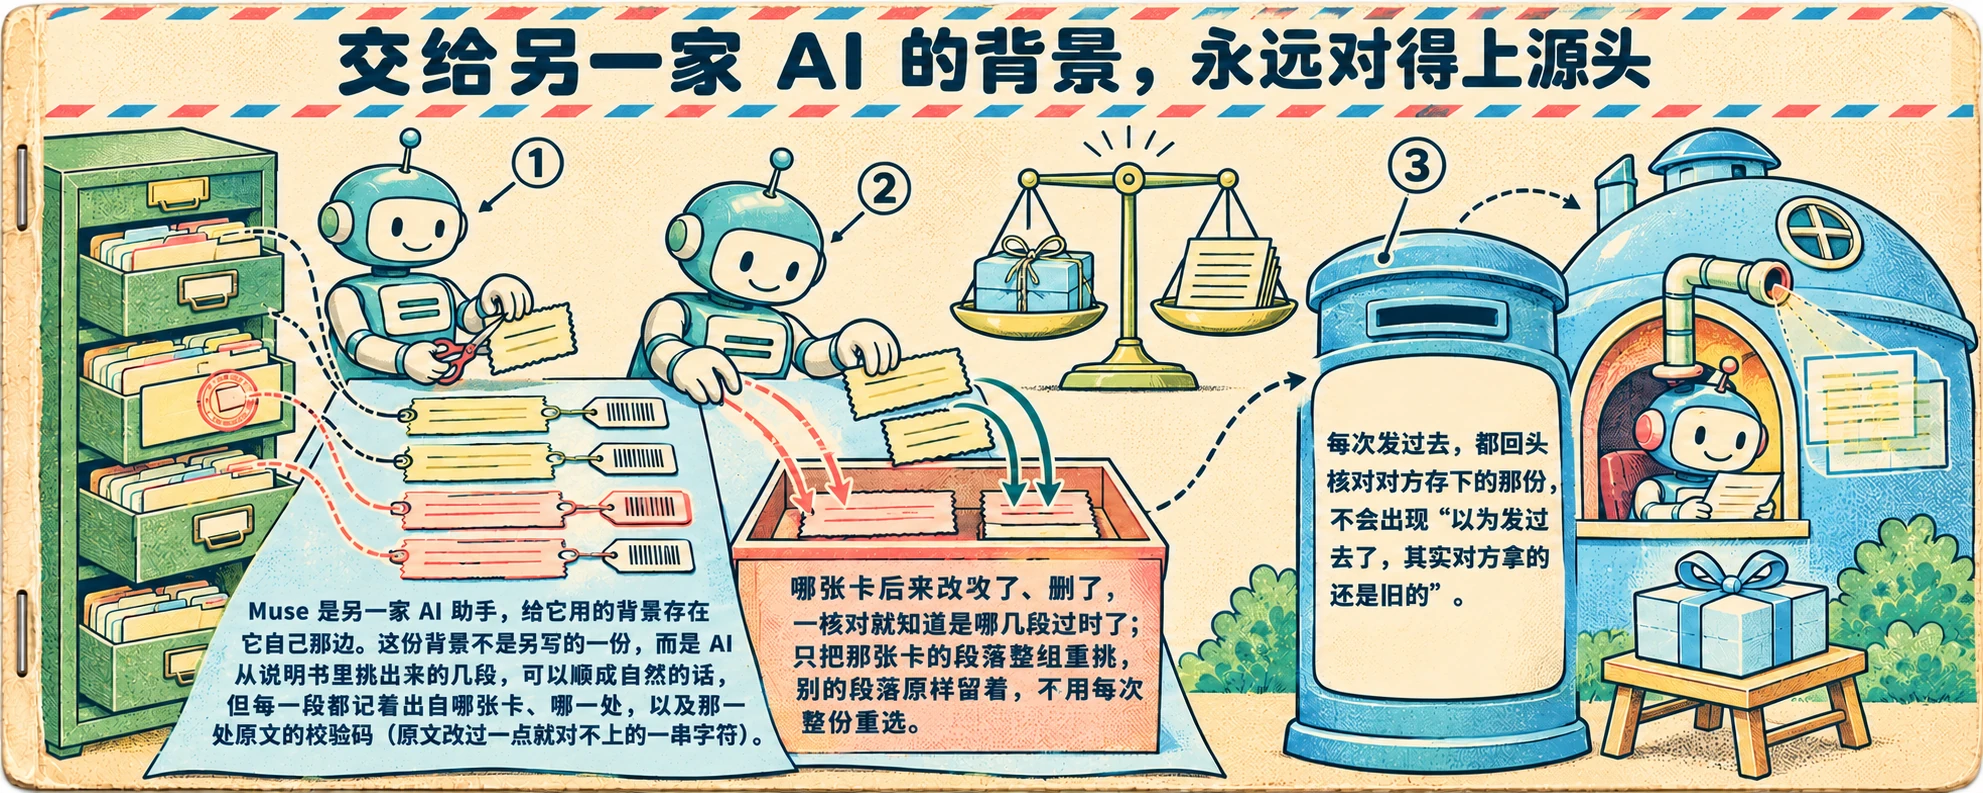 交给另一家 AI 的背景，永远对得上源头
1
2
3
Muse 是另一家 AI 助手，给它用的背景存在
它自己那边。这份背景不是另写的一份，而是 AI
从说明书里挑出来的几段，可以顺成自然的话，
但每一段都记着出自哪张卡、哪一处，以及那一
处原文的校验码（原文改过一点就对不上的一串字符）。
哪张卡后来改攻了、删了，
一核对就知道是哪几段过时了；
只把那张卡的段落整组重挑，
别的段落原样留着，不用每次
整份重选。
每次发过去，都回头
核对对方存下的那份，
不会出现“以为发过
去了，其实对方拿的
还是旧的”。